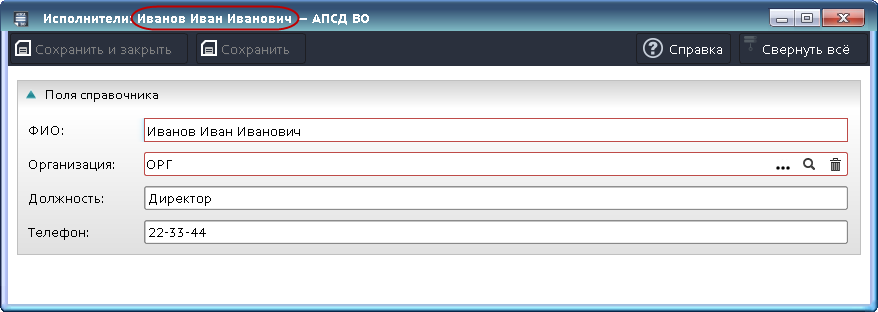 Исполнители: Иванов Иван Иванович — АПСД ВО
Сохранить и закрыть Сохранить Справка Свернуть всё
Поля справочника
ФИО: Иванов Иван Иванович
Организация: ОРГ
Должность: Директор
Телефон: 22-33-44